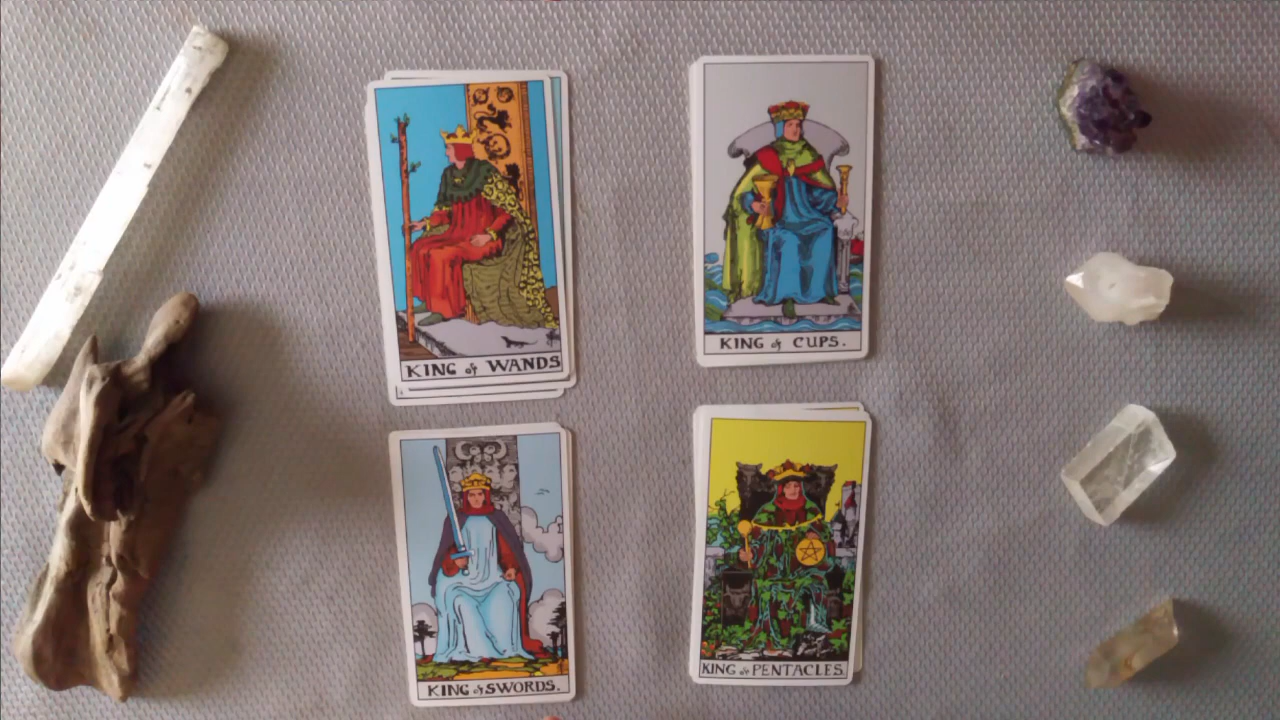 KING of WANDS
KING of CUPS.
KING of SWORDS.
KING of PENTACLES.